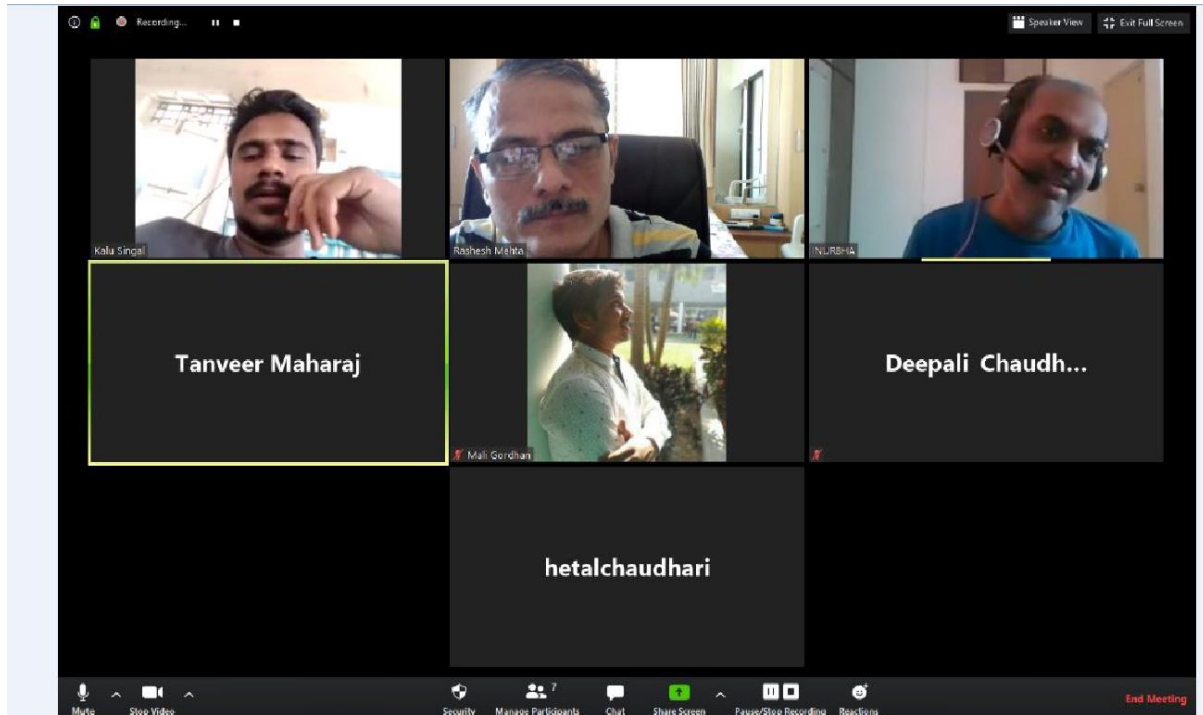 Recording...
Speaker View
Exit Full Screen
Kalu Singal
Rashesh Mehta
INURBHA
Tanveer Maharaj
Mali Gordhan
Deepali Chaudh...
hetalchaudhari
7
Mute
Stop Video
Security
Manage Participants
Chat
Share Screen
Pause/Stop Recording
Reactions
End Meeting